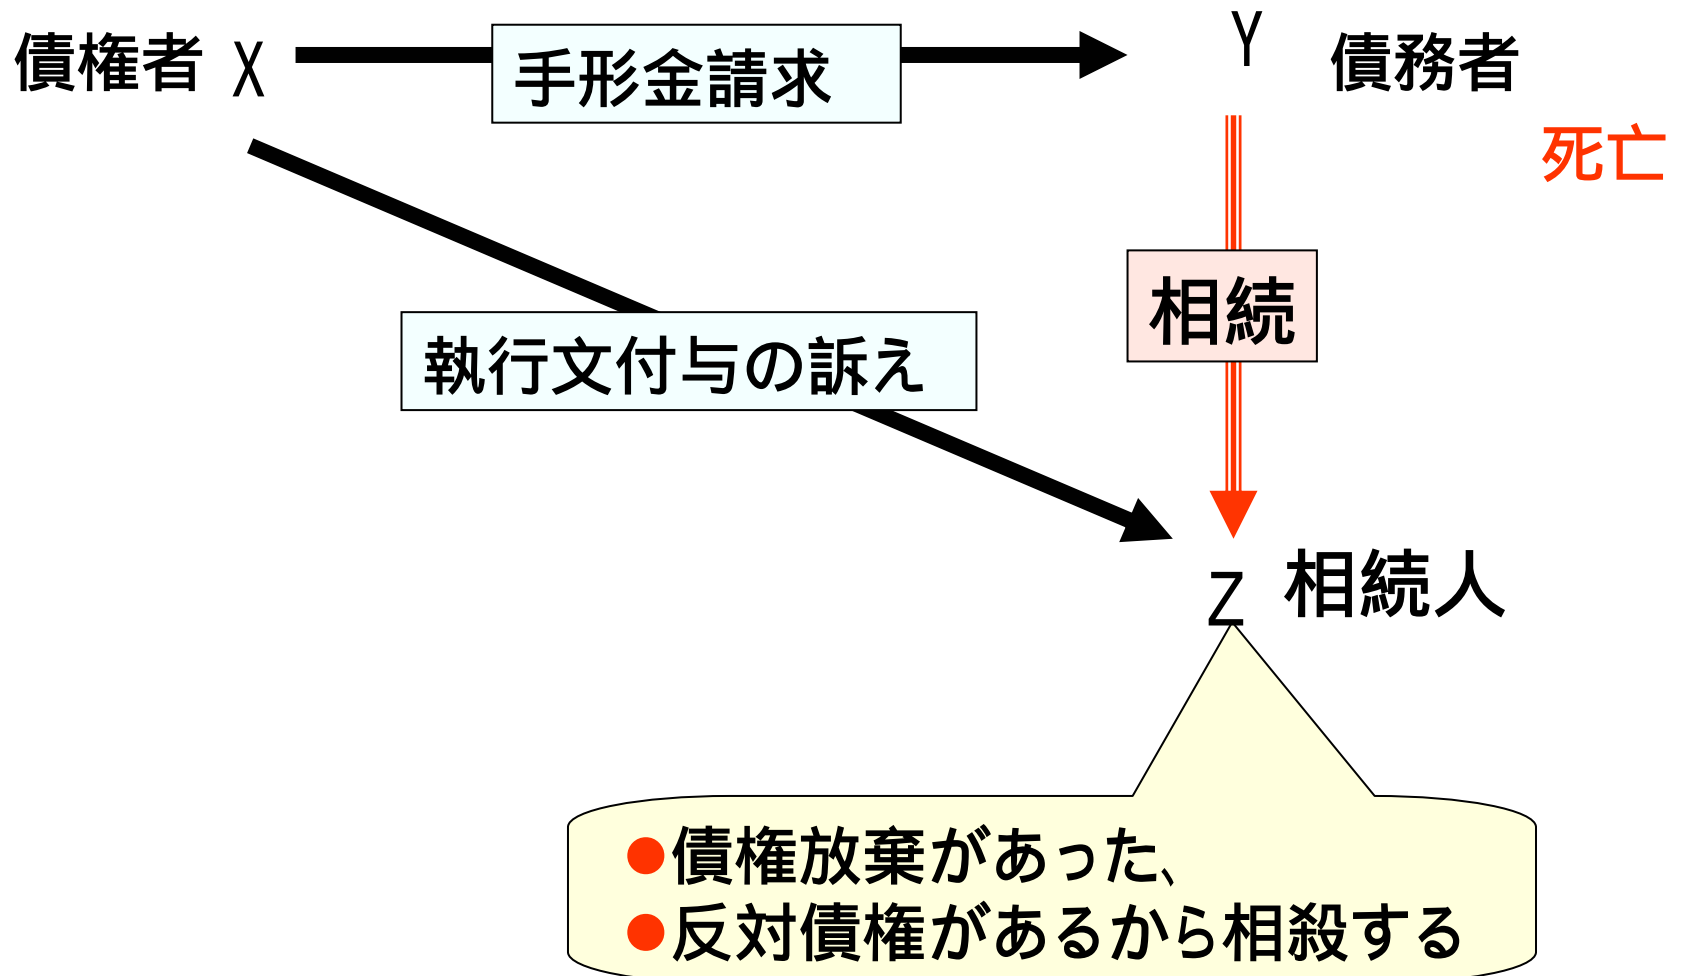 債権者 X 手形金請求 Y 債務者
死亡
相続
執行文付与の訴え
Z 相続人
●債権放棄があった、
●反対債権があるから相殺する